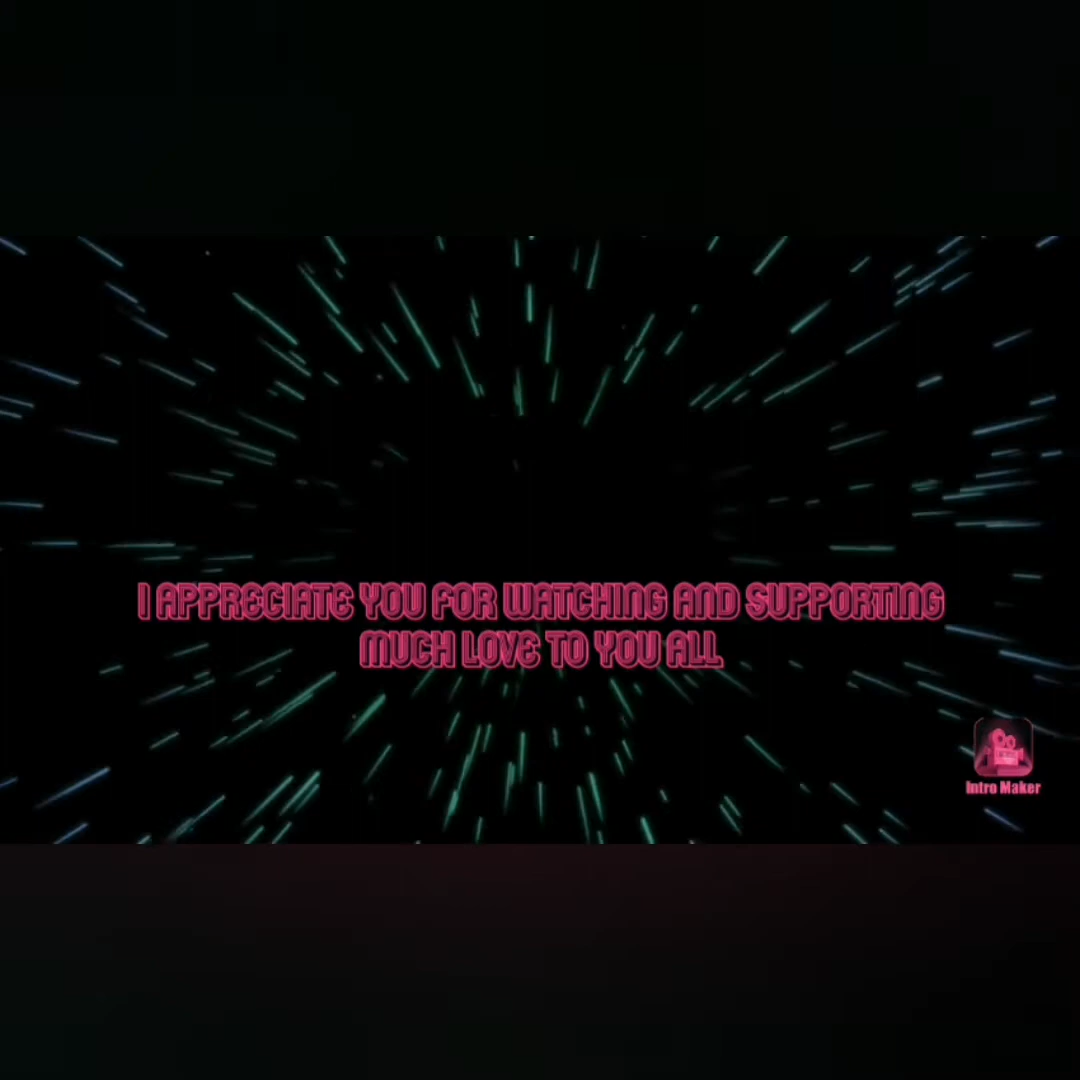 I APPRECIATE YOU FOR WATCHING AND SUPPORTING
MUCH LOVE TO YOU ALL
Intro Maker